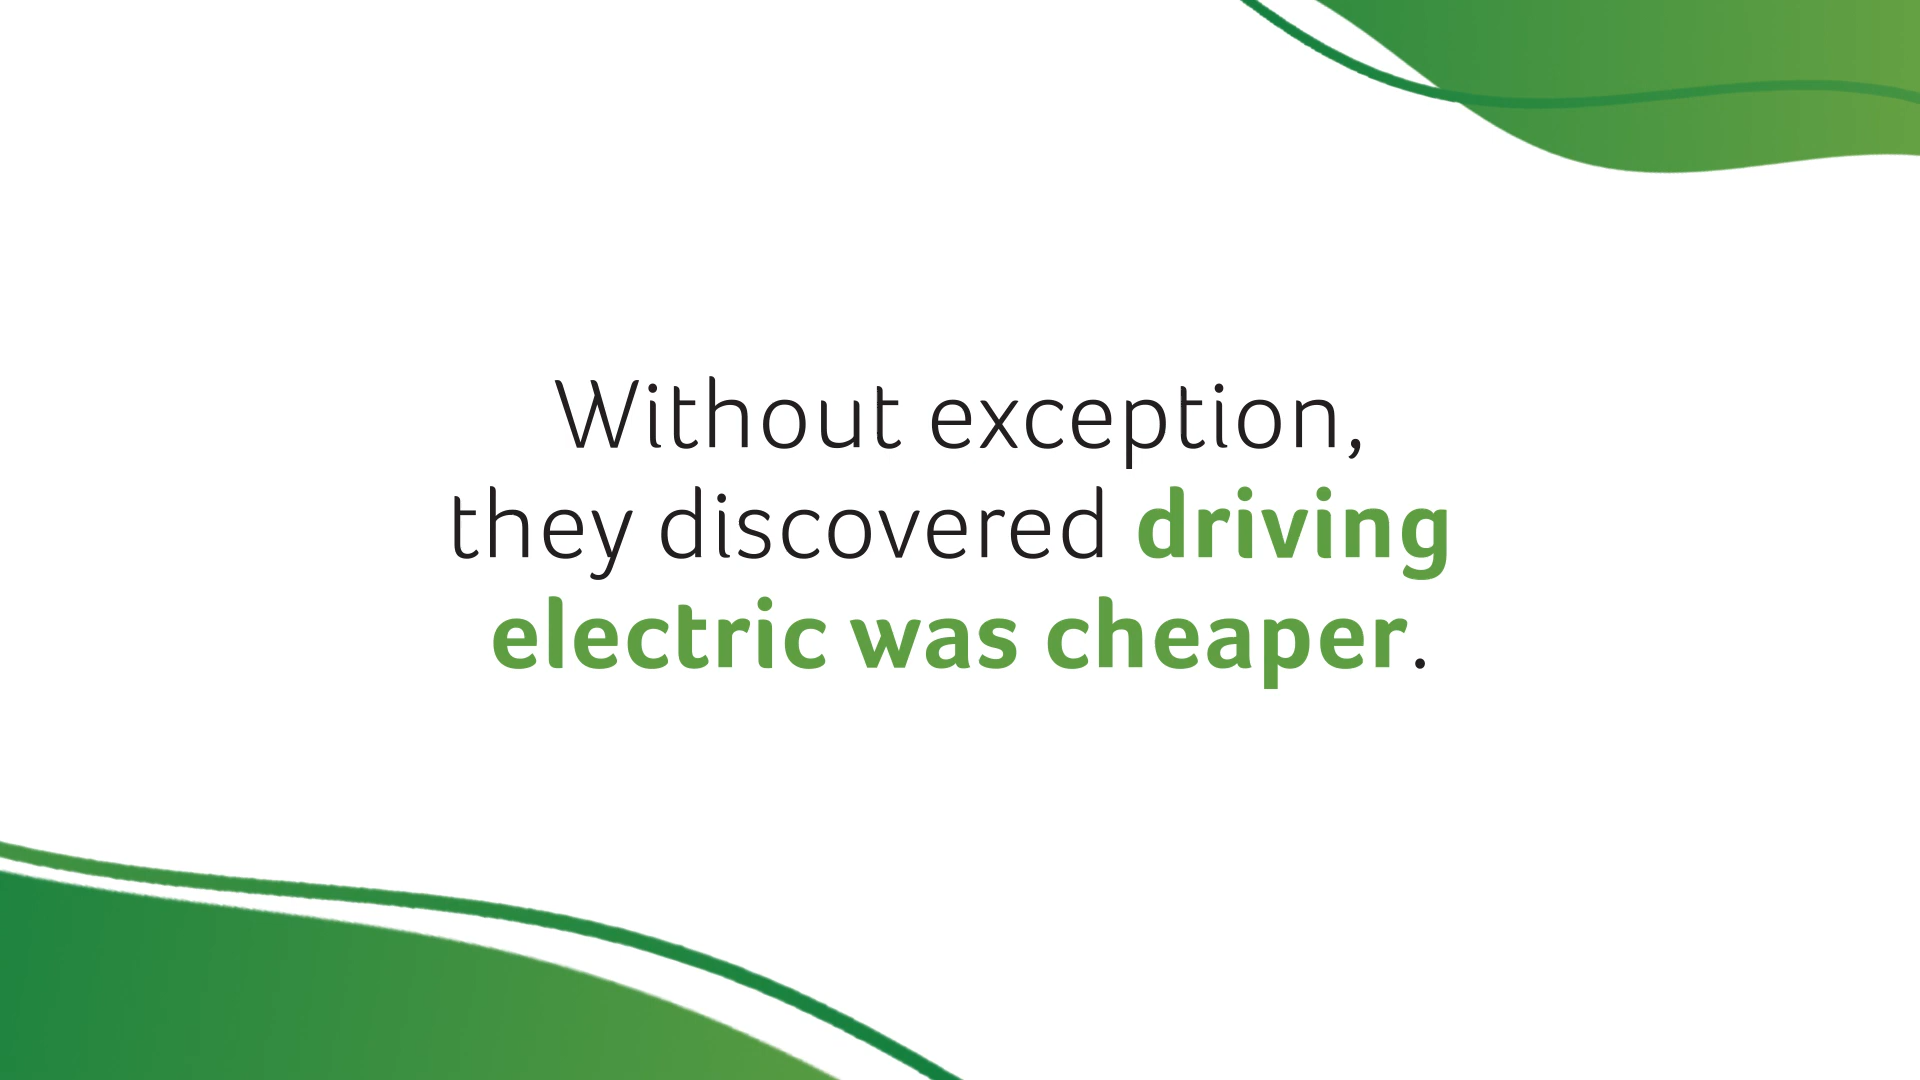 Without exception,
they discovered driving
electric was cheaper.